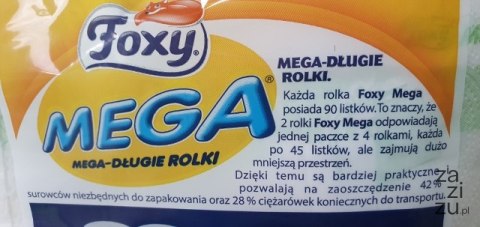 Foxy
MEGA
MEGA-DŁUGIE ROLKI
MEGA-DŁUGIE
ROLKI.
Każda rolka Foxy Mega
posiada 90 listków. To znaczy, że
2 rolki Foxy Mega odpowiadają
jednej paczce z 4 rolkami, każda
po 45 listków, ale zajmują dużo
mniejszą przestrzeń.
Dzięki temu są bardziej praktyczne
pozwalają na zaoszczędzenie 42%
surowców niezbędnych do zapakowania oraz 28% ciężarówek koniecznych do transportu.
za
zi
zu.pl